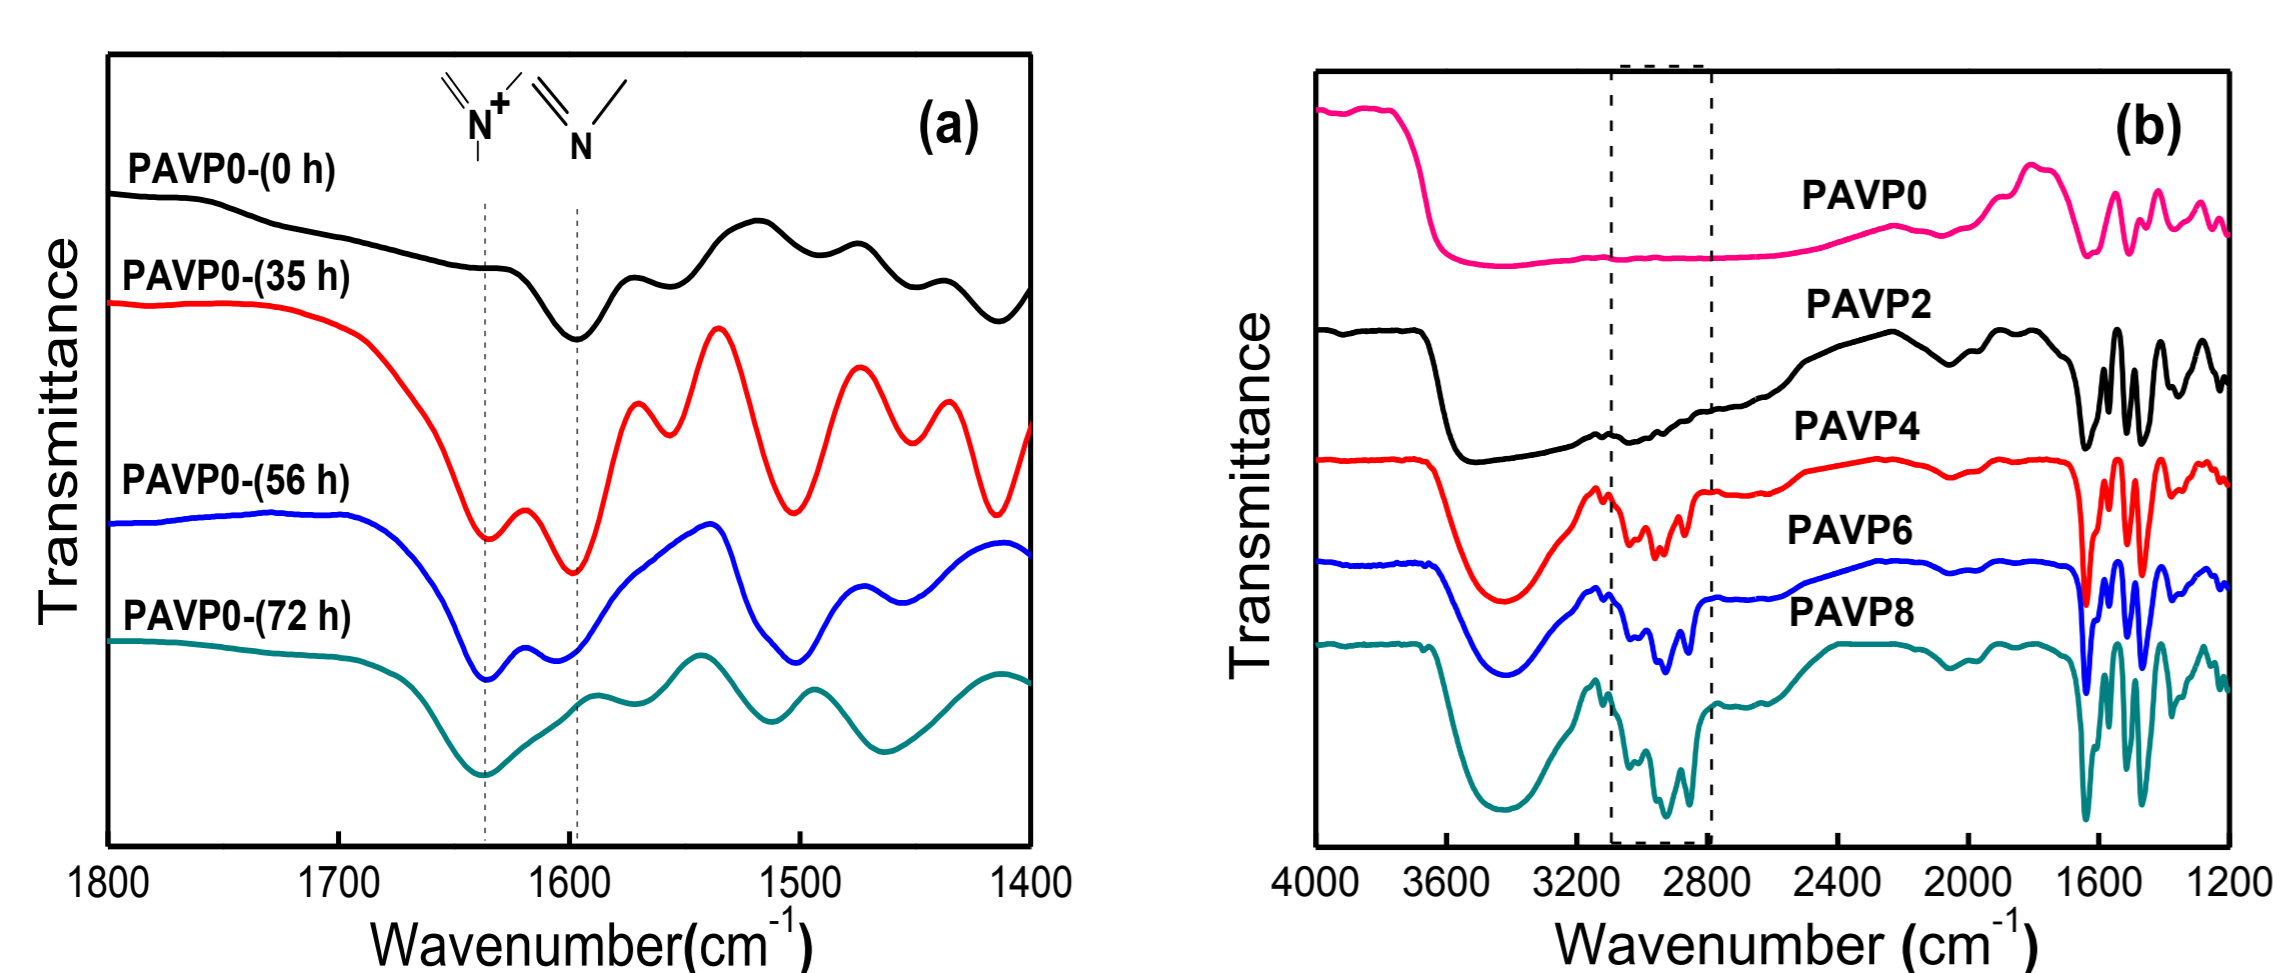 (a)
N+
N
PAVP0-(0 h)
PAVP0-(35 h)
PAVP0-(56 h)
PAVP0-(72 h)
Transmittance
1800 1700 1600 1500 1400
Wavenumber(cm⁻¹)
(b)
PAVP0
PAVP2
PAVP4
PAVP6
PAVP8
Transmittance
4000 3600 3200 2800 2400 2000 1600 1200
Wavenumber (cm⁻¹)